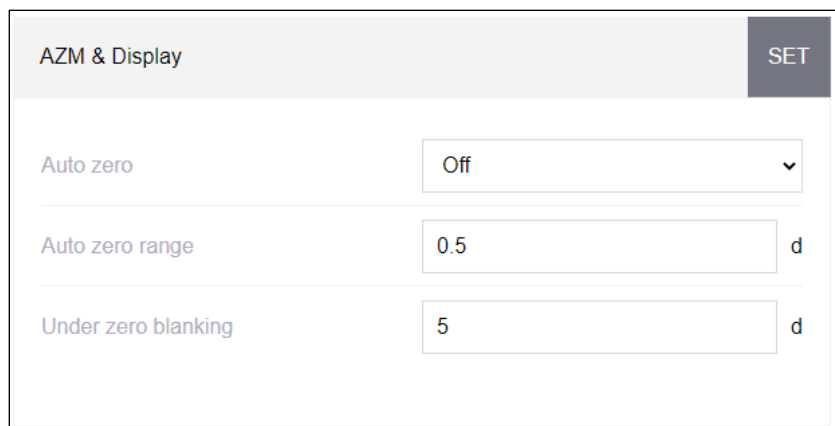 AZM & Display SET
Auto zero Off
Auto zero range 0.5 d
Under zero blanking 5 d